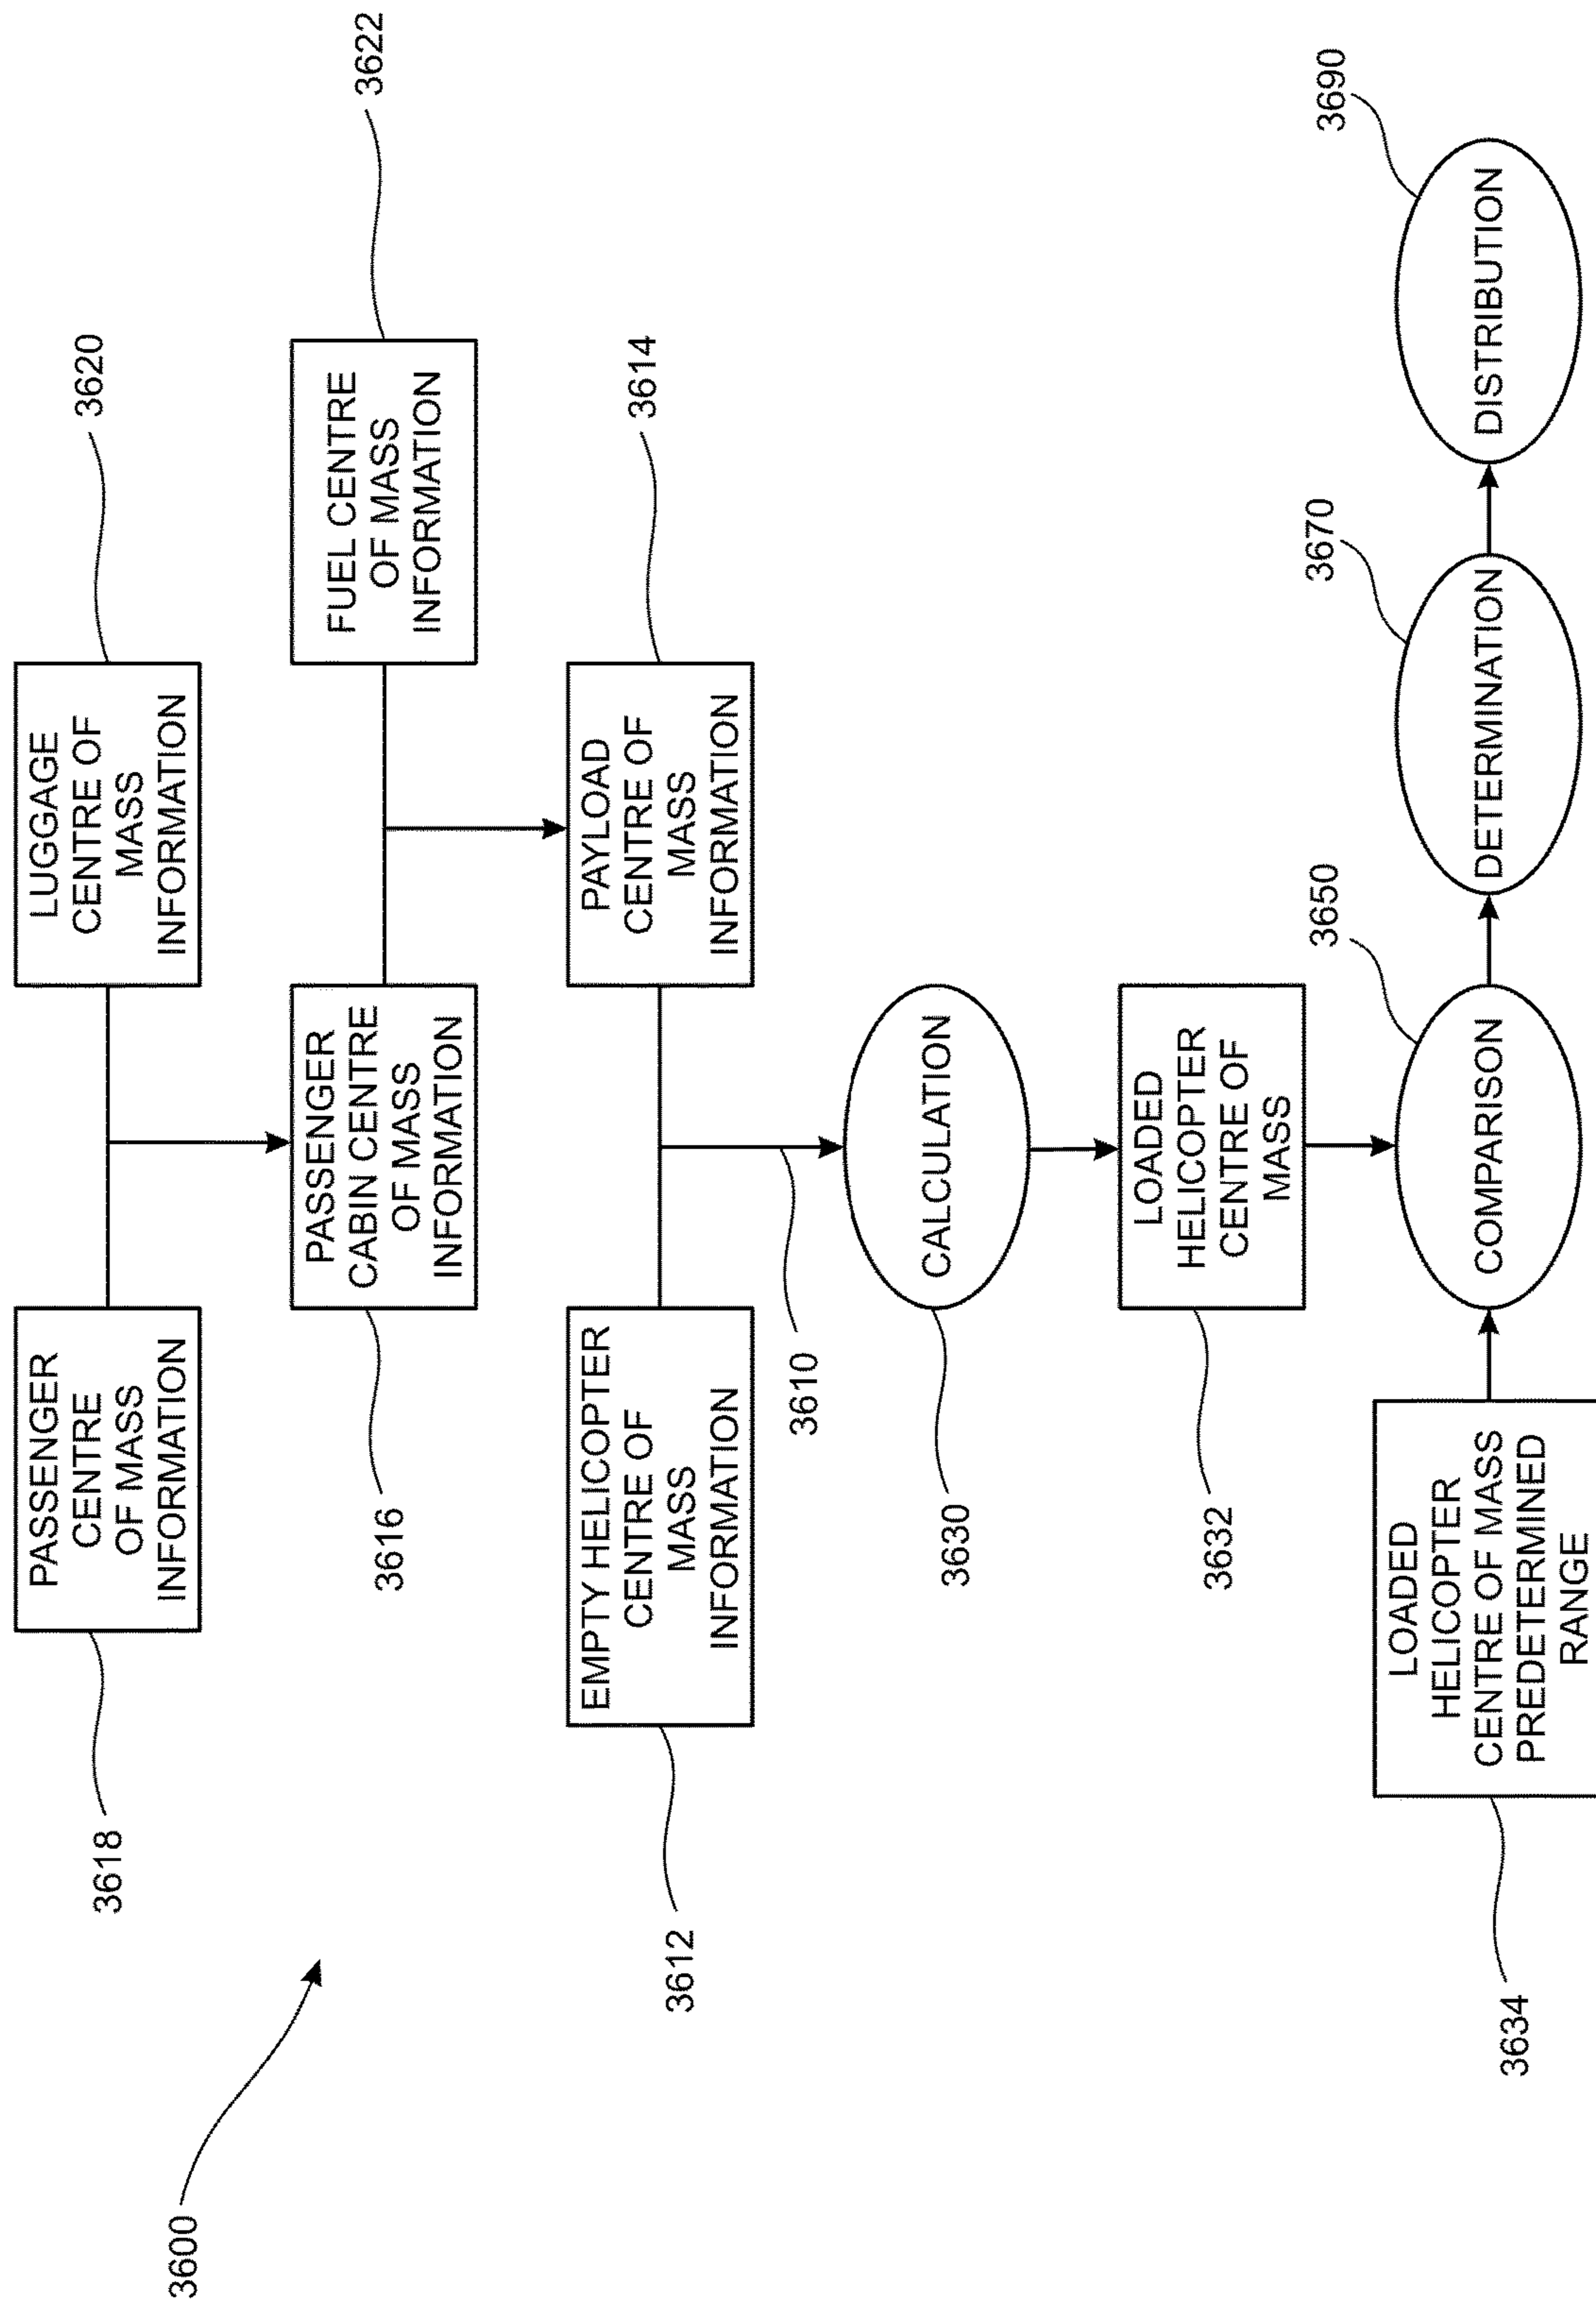 3600
3618
PASSENGER
CENTRE
OF MASS
INFORMATION
LUGGAGE
CENTRE OF
MASS
INFORMATION
3620
3616
PASSENGER
CABIN CENTRE
OF MASS
INFORMATION
FUEL CENTRE
OF MASS
INFORMATION
3622
3612
EMPTY HELICOPTER
CENTRE OF
MASS
INFORMATION
PAYLOAD
CENTRE OF
MASS
INFORMATION
3614
3610
3630
CALCULATION
3632
LOADED
HELICOPTER
CENTRE OF
MASS
3634
LOADED
HELICOPTER
CENTRE OF MASS
PREDETERMINED
RANGE
3650
COMPARISON
3670
DETERMINATION
3690
DISTRIBUTION